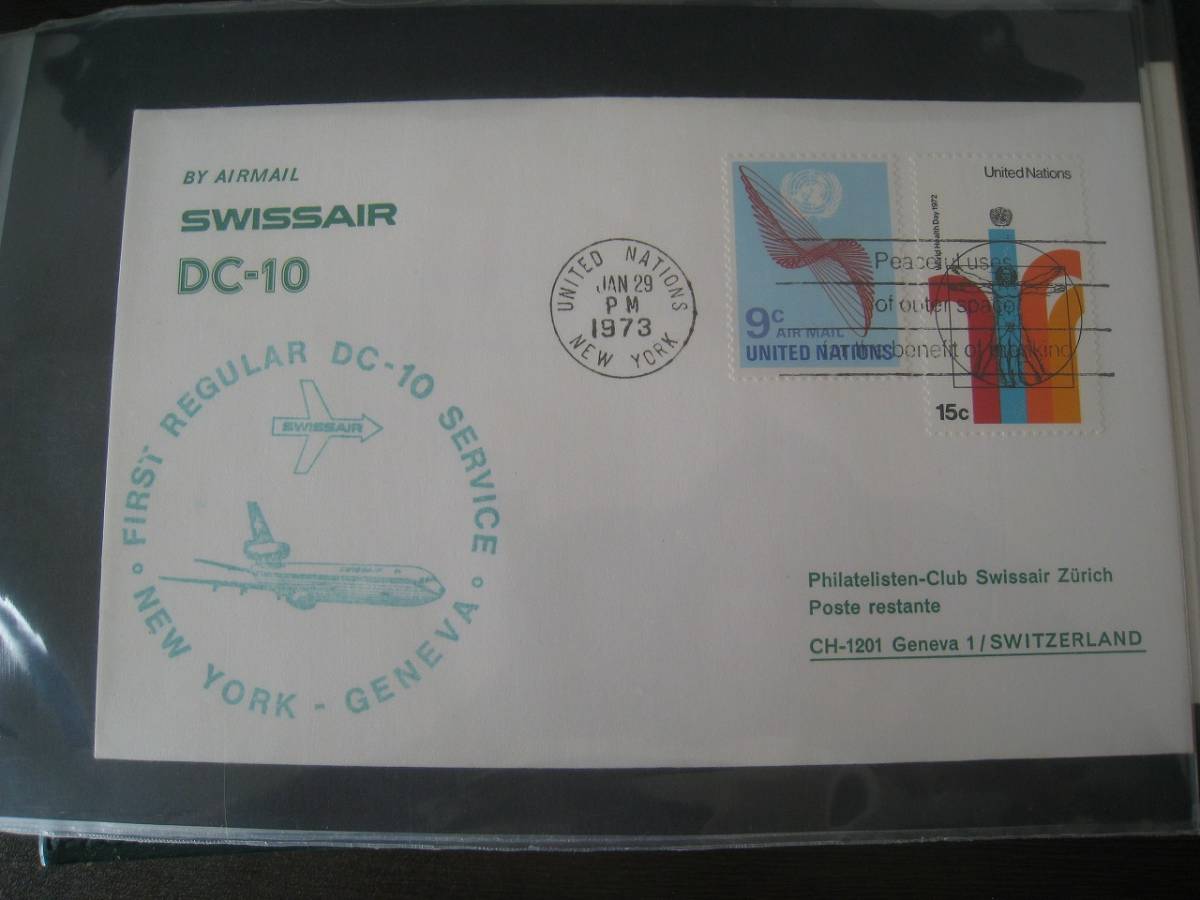 BY AIRMAIL
SWISSAIR
DC-10
UNITED NATIONS
JAN 29
PM
1973
NEW YORK
9c
AIR MAIL
UNITED NATIONS
United Nations
World Health Day 1972
15c
Peaceful uses
of outer space
for the benefit of mankind
FIRST REGULAR DC-10 SERVICE
SWISSAIR
NEW YORK - GENEVA
Philatelisten-Club Swissair Zürich
Poste restante
CH-1201 Geneva 1/SWITZERLAND